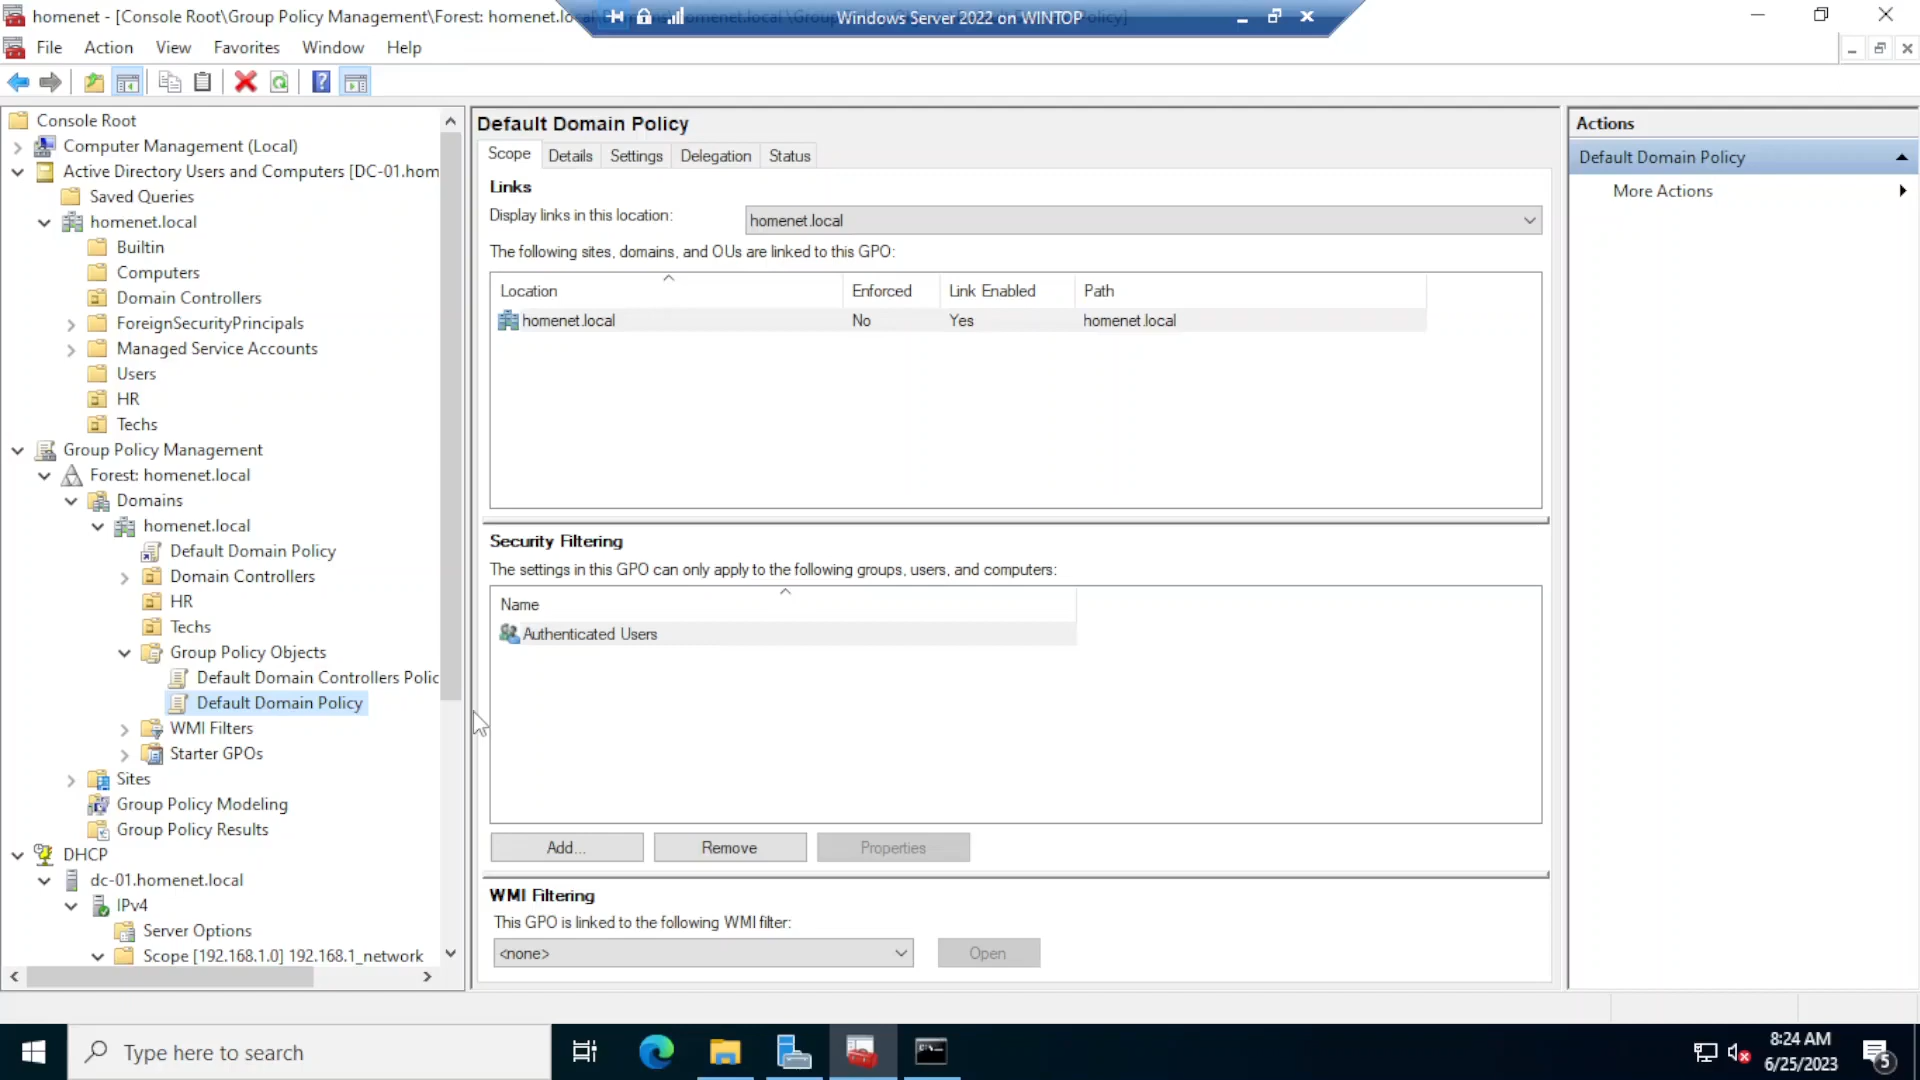 homenet - [Console Root\Group Policy Management\Forest: homenet.local
Windows Server 2022 on WINTOP
File Action View Favorites Window Help
Console Root
Computer Management (Local)
Active Directory Users and Computers [DC-01.hom
Saved Queries
homenet.local
Builtin
Computers
Domain Controllers
ForeignSecurityPrincipals
Managed Service Accounts
Users
HR
Techs
Group Policy Management
Forest: homenet.local
Domains
homenet.local
Default Domain Policy
Domain Controllers
HR
Techs
Group Policy Objects
Default Domain Controllers Polic
Default Domain Policy
WMI Filters
Starter GPOs
Sites
Group Policy Modeling
Group Policy Results
DHCP
dc-01.homenet.local
IPv4
Server Options
Scope [192.168.1.0] 192.168.1_network
Default Domain Policy
Scope Details Settings Delegation Status
Links
Display links in this location: homenet.local
The following sites, domains, and OUs are linked to this GPO:
Location Enforced Link Enabled Path
homenet.local No Yes homenet.local
Security Filtering
The settings in this GPO can only apply to the following groups, users, and computers:
Name
Authenticated Users
Add... Remove Properties
WMI Filtering
This GPO is linked to the following WMI filter:
<none> Open
Actions
Default Domain Policy
More Actions
Type here to search
8:24 AM
6/25/2023
5